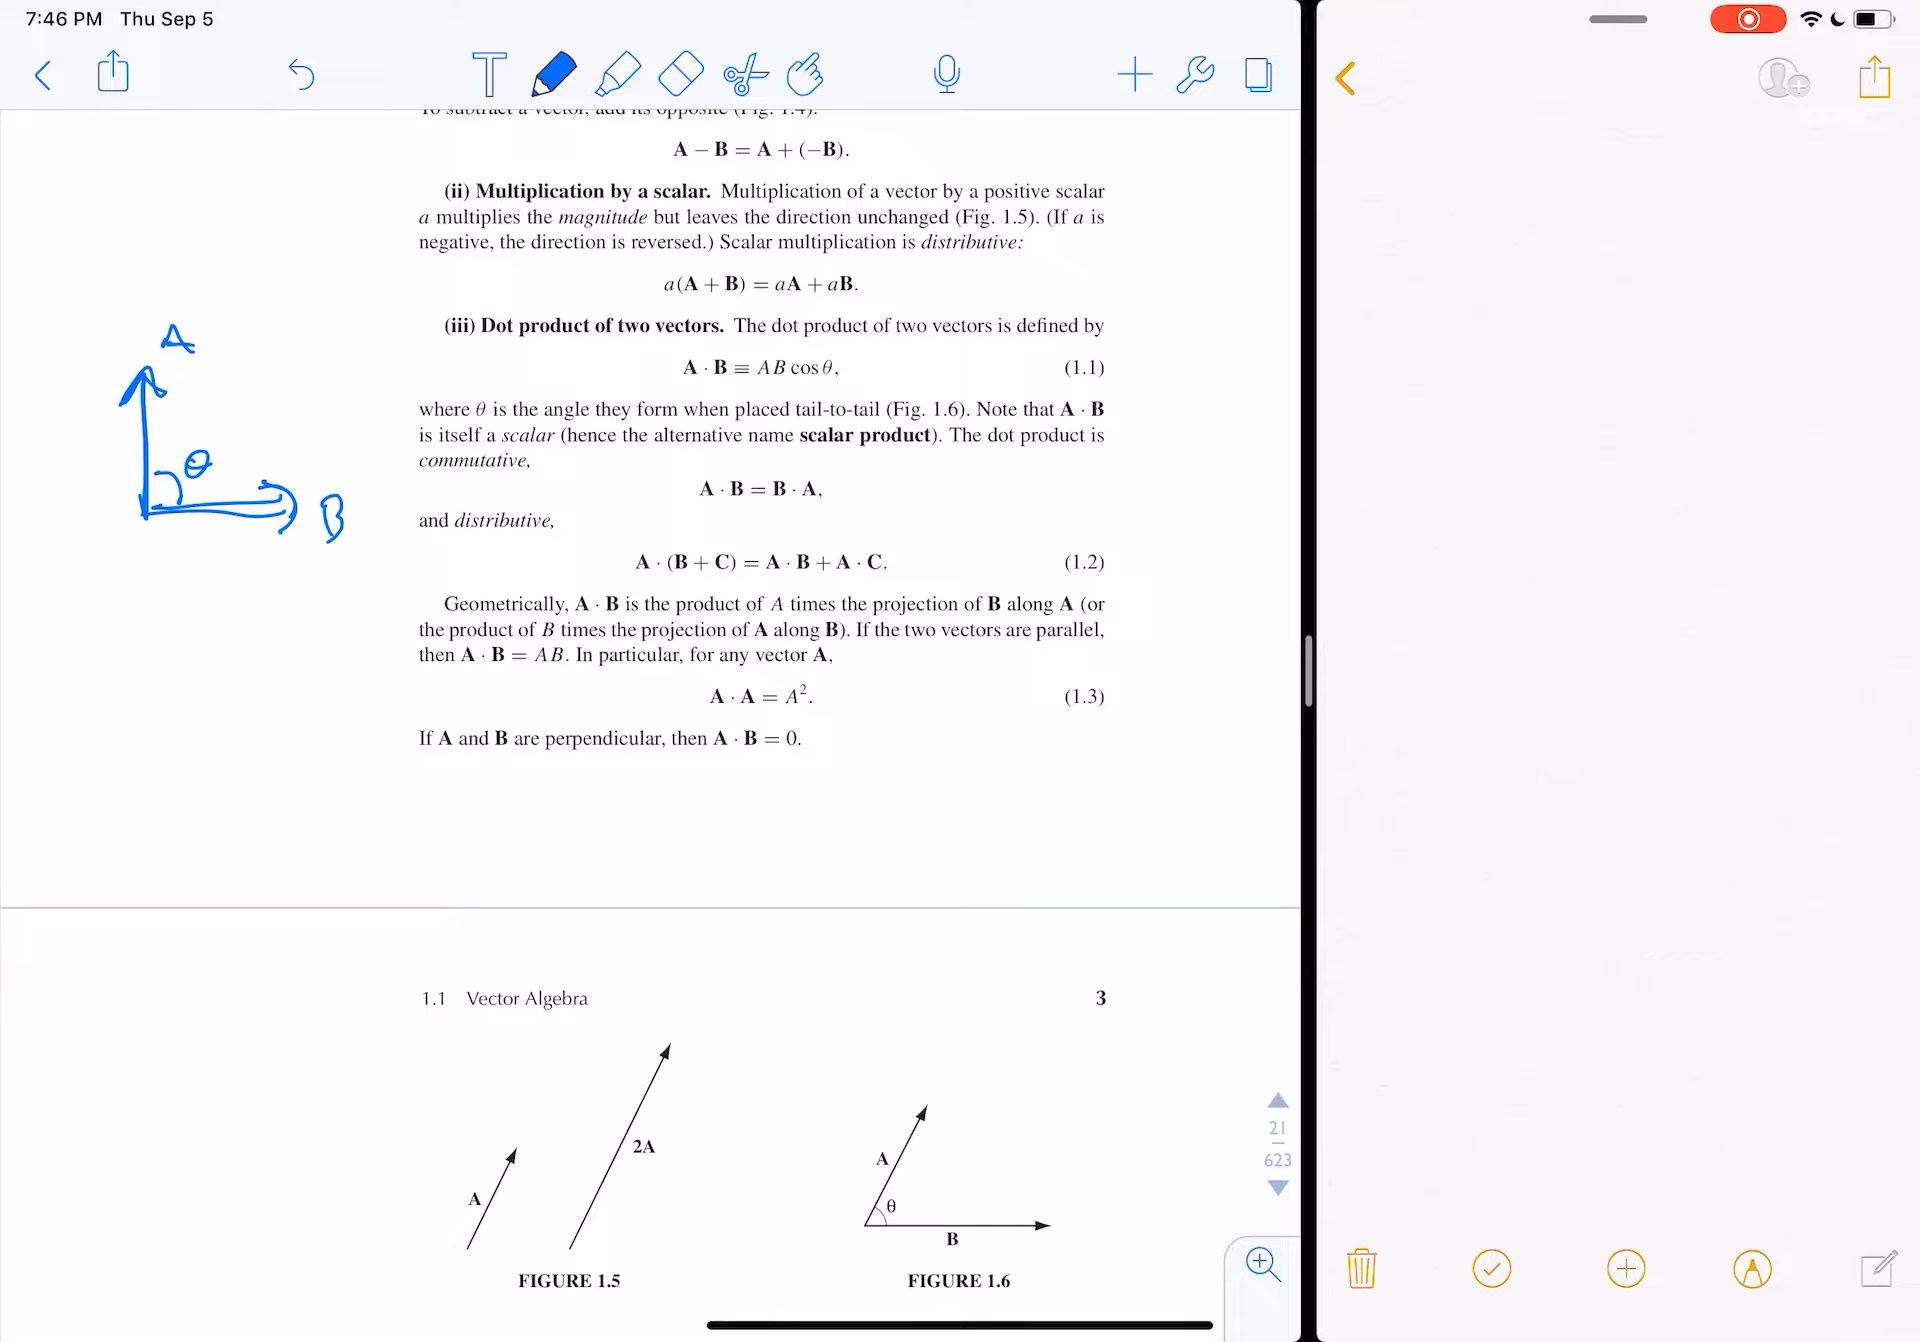 7:46 PM Thu Sep 5
A − B = A + (−B).
(ii) Multiplication by a scalar. Multiplication of a vector by a positive scalar
a multiplies the magnitude but leaves the direction unchanged (Fig. 1.5). (If a is
negative, the direction is reversed.) Scalar multiplication is distributive:
a(A + B) = aA + aB.
(iii) Dot product of two vectors. The dot product of two vectors is defined by
A · B ≡ AB cos θ, (1.1)
where θ is the angle they form when placed tail-to-tail (Fig. 1.6). Note that A · B
is itself a scalar (hence the alternative name scalar product). The dot product is
commutative,
A · B = B · A,
and distributive,
A · (B + C) = A · B + A · C. (1.2)
Geometrically, A · B is the product of A times the projection of B along A (or
the product of B times the projection of A along B). If the two vectors are parallel,
then A · B = AB. In particular, for any vector A,
A · A = A². (1.3)
If A and B are perpendicular, then A · B = 0.
A
θ
B
1.1 Vector Algebra 3
A
2A
A
θ
B
FIGURE 1.5
FIGURE 1.6
21
623